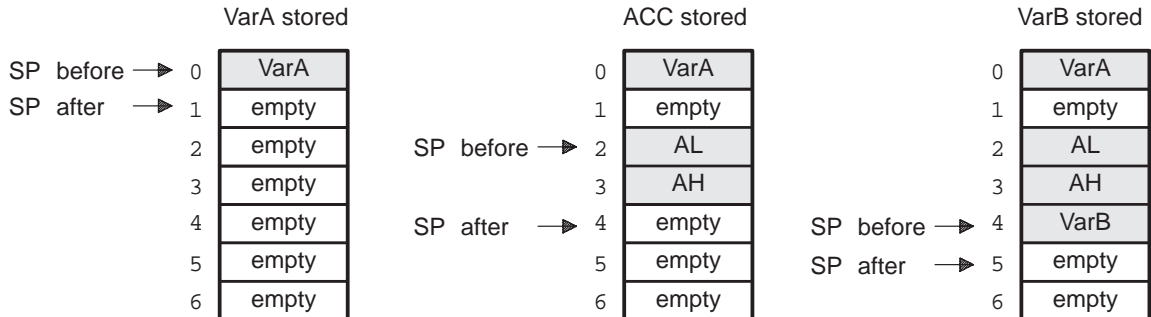 VarA stored
SP before 0 VarA
SP after 1 empty
2 empty
3 empty
4 empty
5 empty
6 empty
ACC stored
0 VarA
1 empty
SP before 2 AL
3 AH
SP after 4 empty
5 empty
6 empty
VarB stored
0 VarA
1 empty
2 AL
3 AH
SP before 4 VarB
SP after 5 empty
6 empty